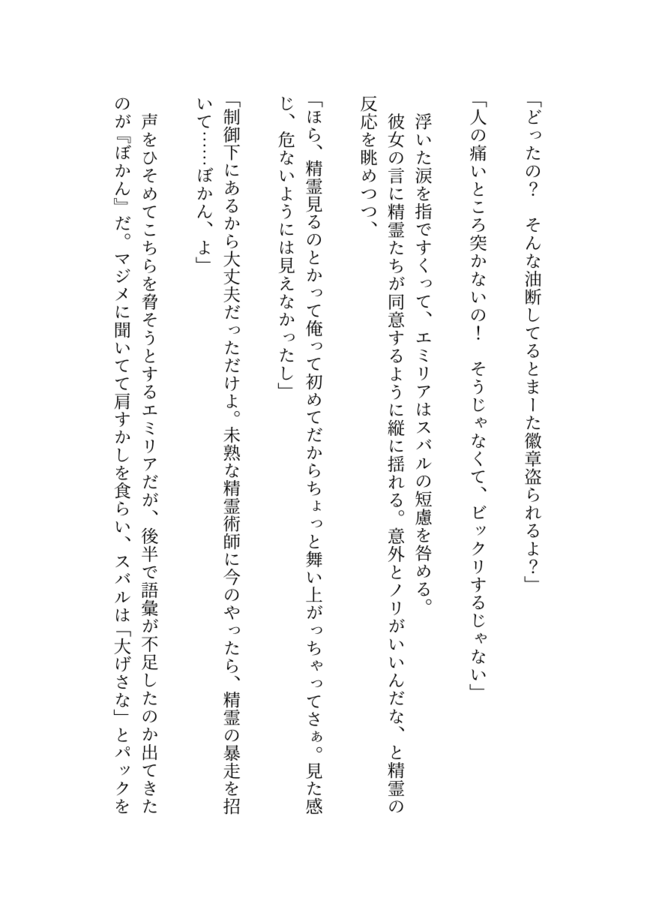 「どったの？　そんな油断してるとまーた徽章盗られるよ？」
「人の痛いところ突かないの！　そうじゃなくて、ビックリするじゃない」
　浮いた涙を指ですくって、エミリアはスバルの短慮を咎める。
　彼女の言に精霊たちが同意するように縦に揺れる。意外とノリがいいんだな、と精霊の
反応を眺めつつ、
「ほら、精霊見るのとかって俺って初めてだからちょっと舞い上がっちゃってさぁ。見た感
じ、危ないようには見えなかったし」
「制御下にあるから大丈夫だっただけよ。未熟な精霊術師に今のやったら、精霊の暴走を招
いて……ぼかん、よ」
　声をひそめてこちらを脅そうとするエミリアだが、後半で語彙が不足したのか出てきた
のが『ぼかん』だ。マジメに聞いてて肩すかしを食らい、スバルは「大げさな」とパックを